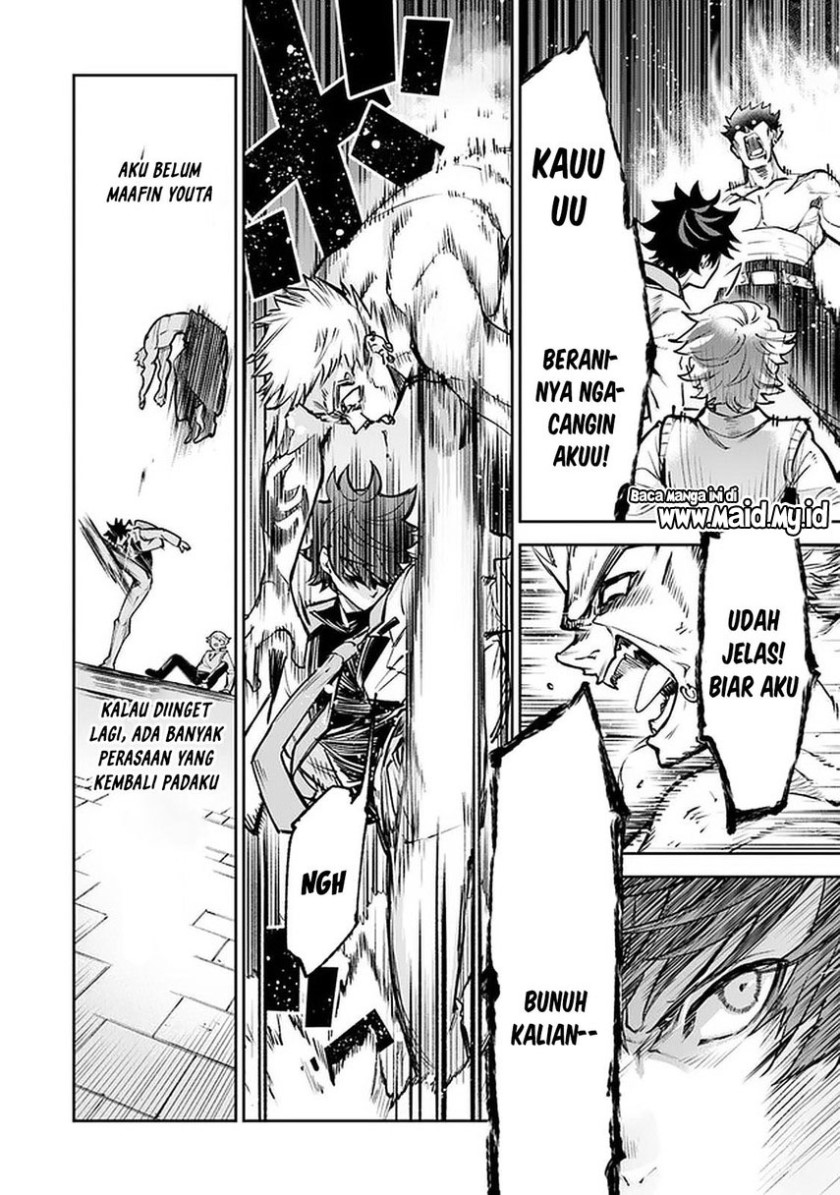 KAUU
UU
BERANI-
NYA NGA-
CANGIN
AKUU!
Baca Manga ini di
www.Maid.My.id
UDAH
JELAS!
BIAR AKU
BUNUH
KALIAN--
NGH
AKU BELUM
MAAFIN YOUTA
KALAU DIINGET
LAGI, ADA BANYAK
PERASAAN YANG
KEMBALI PADAKU